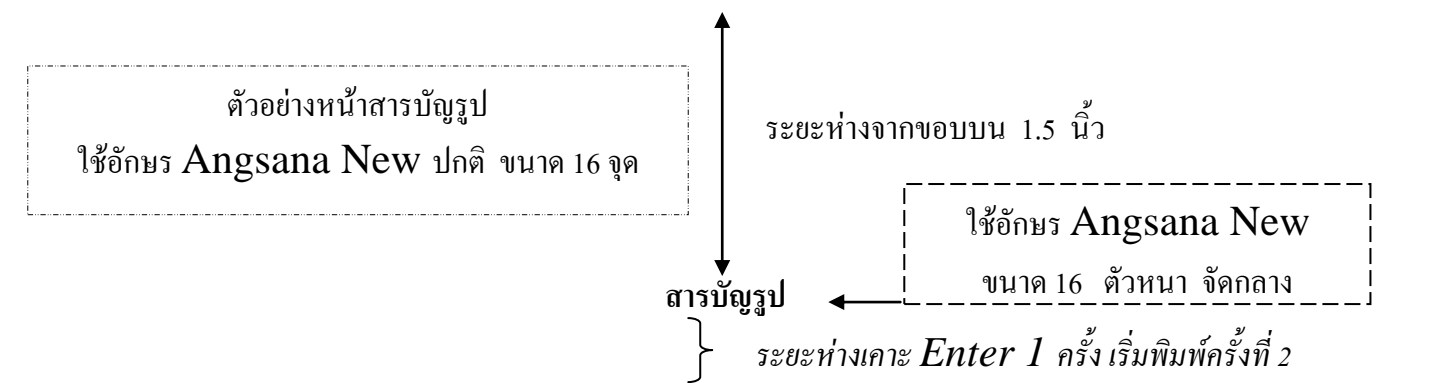 ตัวอย่างหน้าสารบัญรูป
ใช้อักษร Angsana New ปกติ ขนาด 16 จุด
ระยะห่างจากขอบบน 1.5 นิ้ว
ใช้อักษร Angsana New
ขนาด 16 ตัวหนา จัดกลาง
สารบัญรูป
ระยะห่างเคาะ Enter 1 ครั้ง เริ่มพิมพ์ครั้งที่ 2